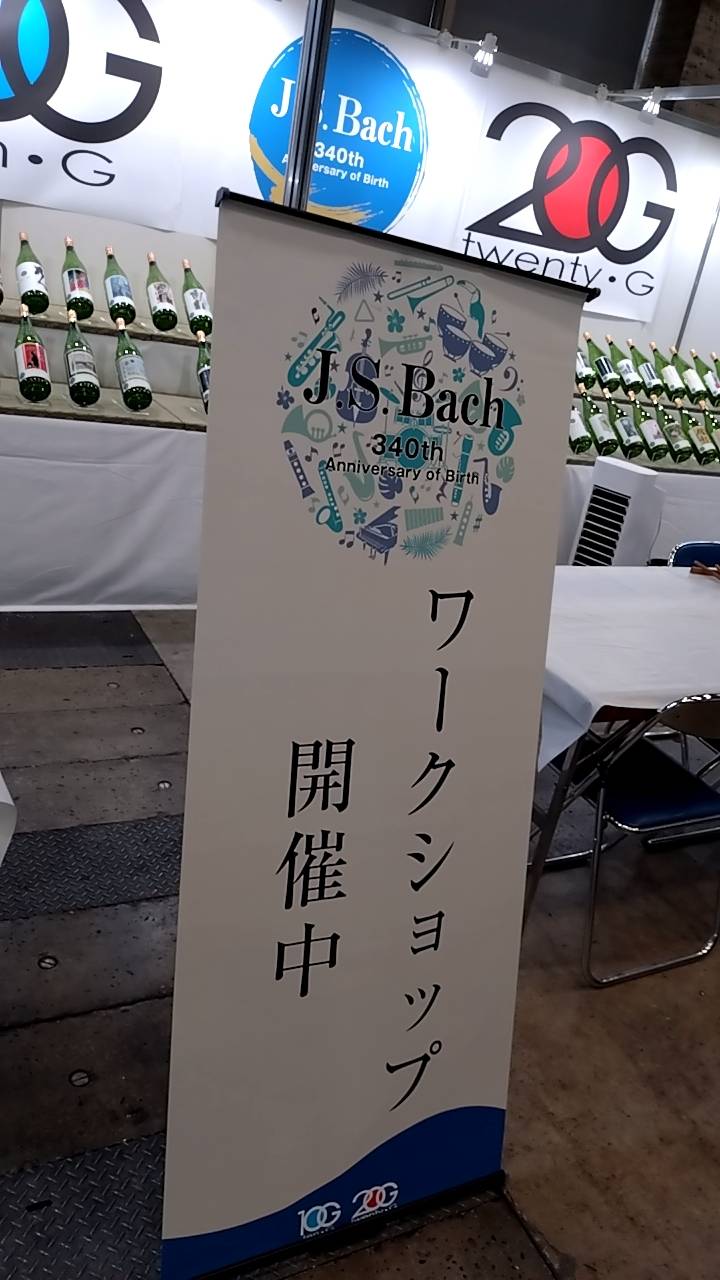 n・G
J.S.Bach
340th
ersary of Birth
20G
twenty・G
J.S.Bach
340th
Anniversary of Birth
ワークショップ
開催中
10G
20G